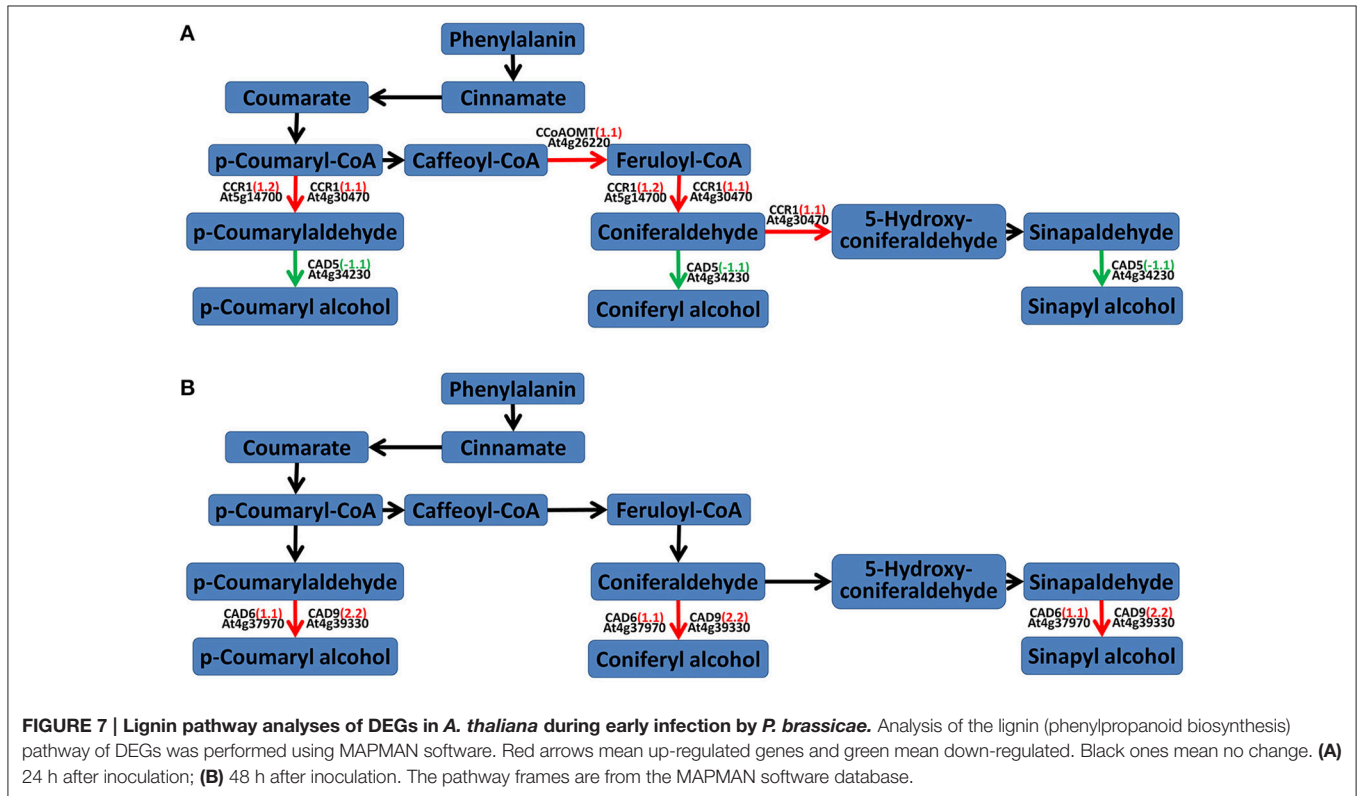 A
Phenylalanin
Coumarate
Cinnamate
CCoAOMT(1.1)
At4g26220
p-Coumaryl-CoA
Caffeoyl-CoA
Feruloyl-CoA
CCR1(1.2)
At5g14700
CCR1(1.1)
At4g30470
CCR1(1.2)
At5g14700
CCR1(1.1)
At4g30470
CCR1(1.1)
At4g30470
p-Coumarylaldehyde
Coniferaldehyde
5-Hydroxy-
coniferaldehyde
Sinapaldehyde
CAD5(-1.1)
At4g34230
CAD5(-1.1)
At4g34230
CAD5(-1.1)
At4g34230
p-Coumaryl alcohol
Coniferyl alcohol
Sinapyl alcohol
B
Phenylalanin
Coumarate
Cinnamate
p-Coumaryl-CoA
Caffeoyl-CoA
Feruloyl-CoA
p-Coumarylaldehyde
Coniferaldehyde
5-Hydroxy-
coniferaldehyde
Sinapaldehyde
CAD6(1.1)
At4g37970
CAD9(2.2)
At4g39330
CAD6(1.1)
At4g37970
CAD9(2.2)
At4g39330
CAD6(1.1)
At4g37970
CAD9(2.2)
At4g39330
p-Coumaryl alcohol
Coniferyl alcohol
Sinapyl alcohol
FIGURE 7 | Lignin pathway analyses of DEGs in A. thaliana during early infection by P. brassicae. Analysis of the lignin (phenylpropanoid biosynthesis)
pathway of DEGs was performed using MAPMAN software. Red arrows mean up-regulated genes and green mean down-regulated. Black ones mean no change. (A)
24 h after inoculation; (B) 48 h after inoculation. The pathway frames are from the MAPMAN software database.